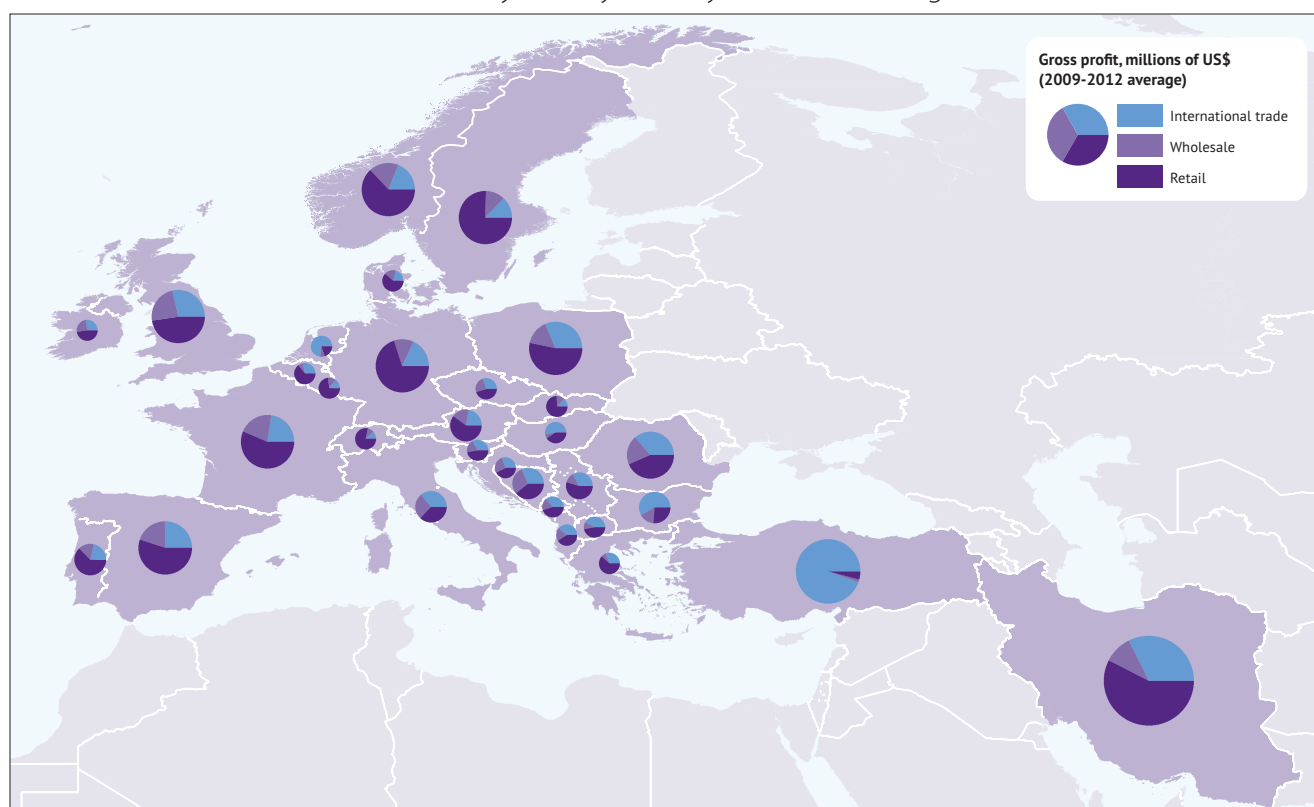 Gross profit, millions of US$
(2009-2012 average)
International trade
Wholesale
Retail